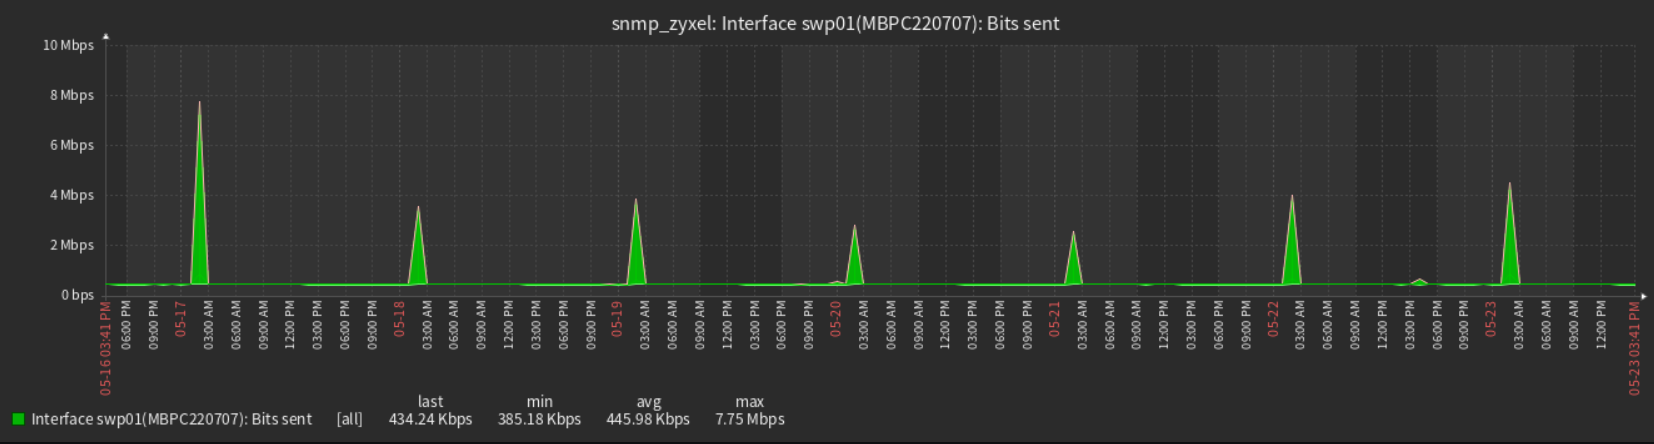 snmp_zyxel: Interface swp01(MBPC220707): Bits sent
10 Mbps
8 Mbps
6 Mbps
4 Mbps
2 Mbps
0 bps
05-16 03:41 PM
06:00 PM
09:00 PM
05-17
03:00 AM
06:00 AM
09:00 AM
12:00 PM
03:00 PM
06:00 PM
09:00 PM
05-18
03:00 AM
06:00 AM
09:00 AM
12:00 PM
03:00 PM
06:00 PM
09:00 PM
05-19
03:00 AM
06:00 AM
09:00 AM
12:00 PM
03:00 PM
06:00 PM
09:00 PM
05-20
03:00 AM
06:00 AM
09:00 AM
12:00 PM
03:00 PM
06:00 PM
09:00 PM
05-21
03:00 AM
06:00 AM
09:00 AM
12:00 PM
03:00 PM
06:00 PM
09:00 PM
05-22
03:00 AM
06:00 AM
09:00 AM
12:00 PM
03:00 PM
06:00 PM
09:00 PM
05-23
03:00 AM
06:00 AM
09:00 AM
12:00 PM
05-23 03:41 PM
last min avg max
Interface swp01(MBPC220707): Bits sent [all] 434.24 Kbps 385.18 Kbps 445.98 Kbps 7.75 Mbps